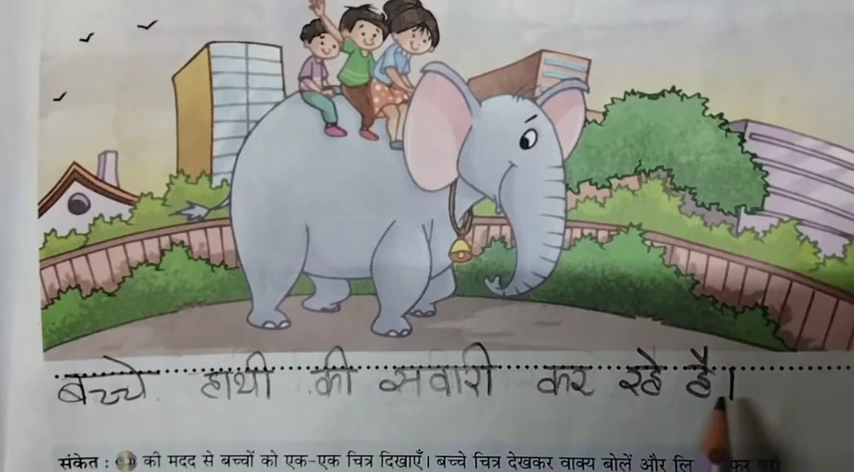 बच्चे हाथी की सवारी कर रहे है।
संकेत : की मदद से बच्चों को एक-एक चित्र दिखाएँ। बच्चे चित्र देखकर वाक्य बोलें और